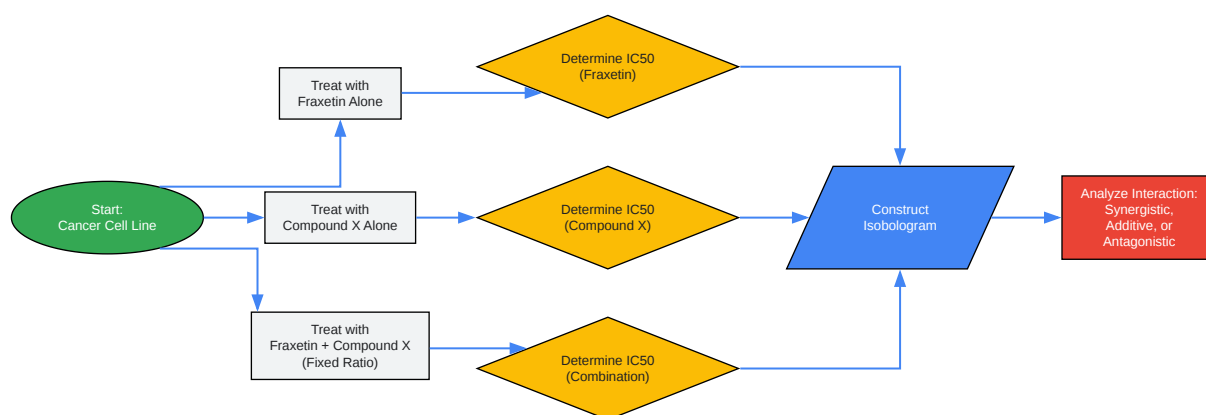 Determine IC50
(Fraxetin)
Treat with
Fraxetin Alone
Start:
Cancer Cell Line
Treat with
Compound X Alone
Determine IC50
(Compound X)
Construct
Isobologram
Analyze Interaction:
Synergistic,
Additive, or
Antagonistic
Treat with
Fraxetin + Compound X
(Fixed Ratio)
Determine IC50
(Combination)